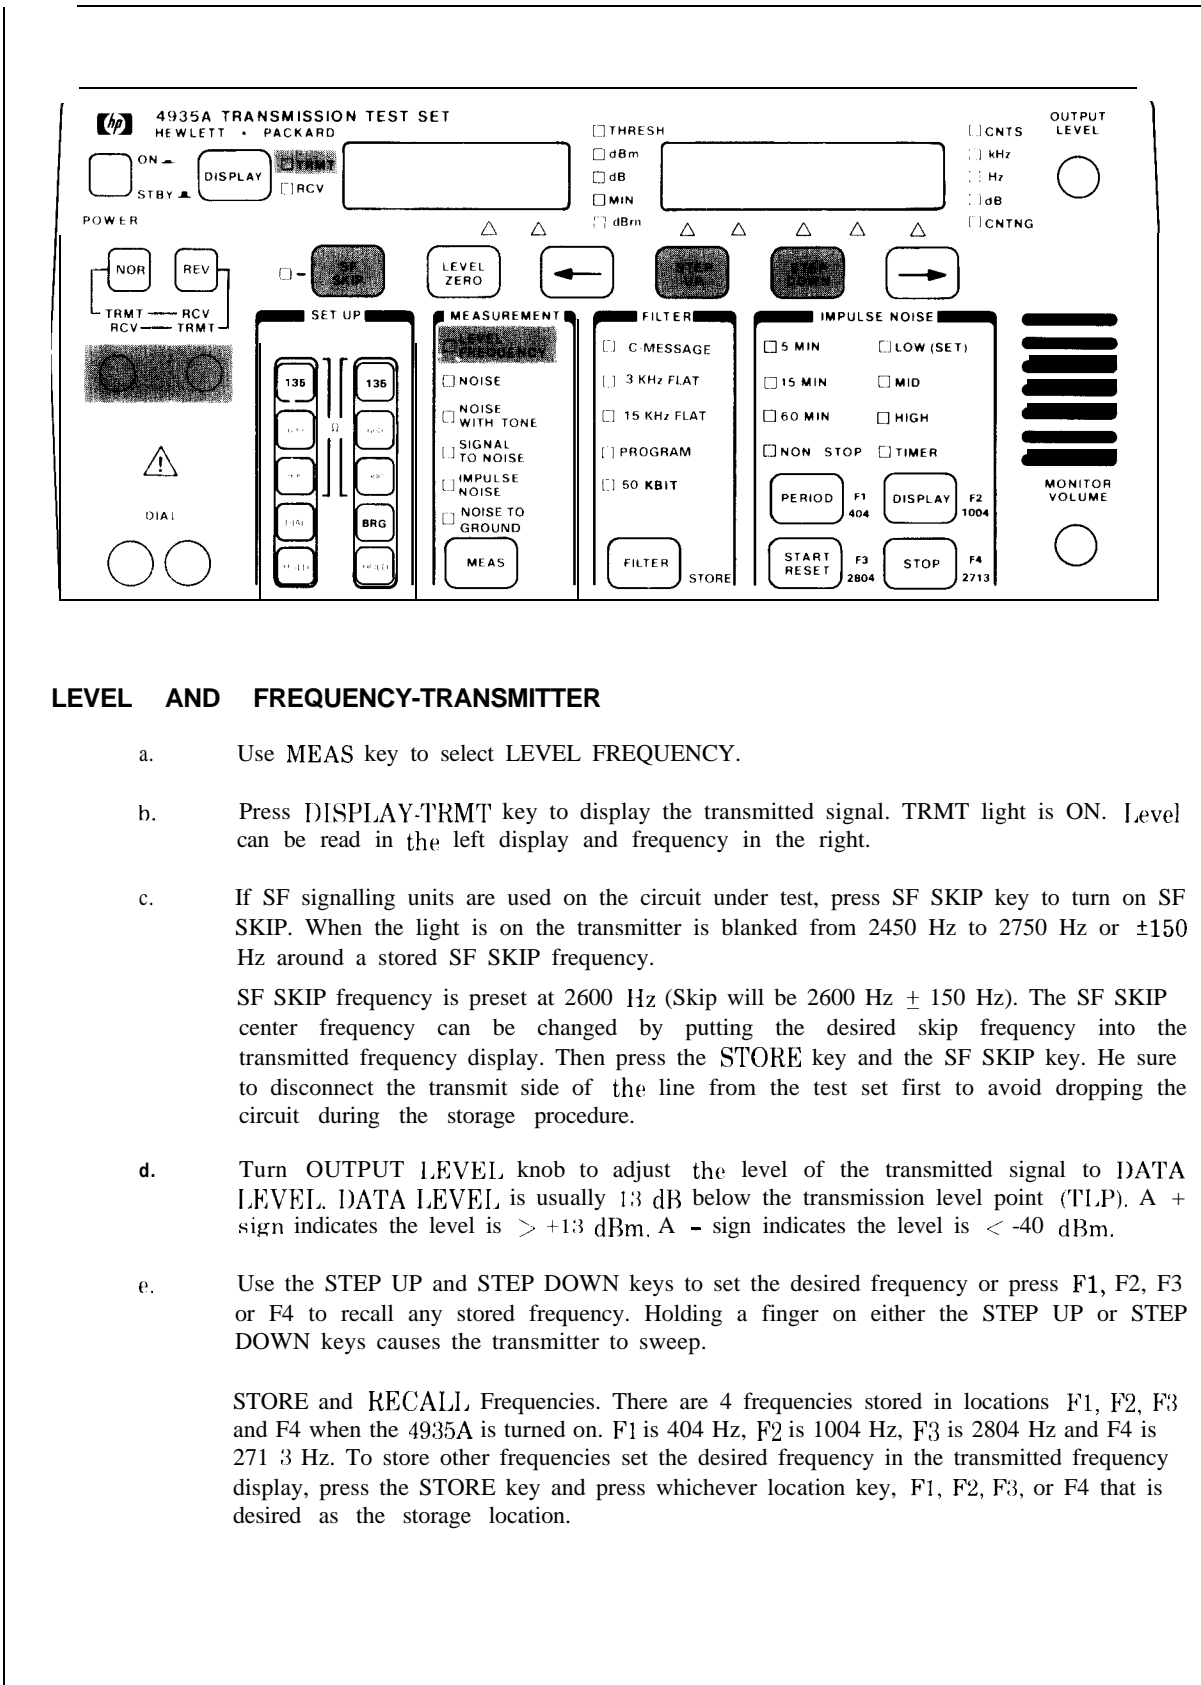 hp 4935A TRANSMISSION TEST SET
HEWLETT • PACKARD
ON
STBY
POWER
DISPLAY
TRMT
RCV
THRESH
dBm
dB
MIN
dBrn
CNTS
kHz
Hz
dB
CNTNG
OUTPUT
LEVEL
NOR
REV
TRMT — RCV
RCV — TRMT
SF
SKIP
LEVEL
ZERO
STEP
UP
STEP
DOWN
DIAL
SET UP
135
135
Ω
DIAL
BRG
HOLD
HOLD
MEASUREMENT
LEVEL
FREQUENCY
NOISE
NOISE
WITH TONE
SIGNAL
TO NOISE
IMPULSE
NOISE
NOISE TO
GROUND
MEAS
FILTER
C-MESSAGE
3 KHz FLAT
15 KHz FLAT
PROGRAM
50 KBIT
FILTER
STORE
IMPULSE NOISE
5 MIN
LOW (SET)
15 MIN
MID
60 MIN
HIGH
NON STOP
TIMER
PERIOD
F1
404
DISPLAY
F2
1004
START
RESET
F3
2804
STOP
F4
2713
MONITOR
VOLUME
LEVEL AND FREQUENCY-TRANSMITTER
a. Use MEAS key to select LEVEL FREQUENCY.
b. Press DISPLAY-TRMT key to display the transmitted signal. TRMT light is ON. Level
can be read in the left display and frequency in the right.
c. If SF signalling units are used on the circuit under test, press SF SKIP key to turn on SF
SKIP. When the light is on the transmitter is blanked from 2450 Hz to 2750 Hz or ±150
Hz around a stored SF SKIP frequency.
SF SKIP frequency is preset at 2600 Hz (Skip will be 2600 Hz ± 150 Hz). The SF SKIP
center frequency can be changed by putting the desired skip frequency into the
transmitted frequency display. Then press the STORE key and the SF SKIP key. He sure
to disconnect the transmit side of the line from the test set first to avoid dropping the
circuit during the storage procedure.
d. Turn OUTPUT LEVEL knob to adjust the level of the transmitted signal to DATA
LEVEL. DATA LEVEL is usually 13 dB below the transmission level point (TLP). A +
sign indicates the level is > +13 dBm. A – sign indicates the level is < -40 dBm.
e. Use the STEP UP and STEP DOWN keys to set the desired frequency or press F1, F2, F3
or F4 to recall any stored frequency. Holding a finger on either the STEP UP or STEP
DOWN keys causes the transmitter to sweep.
STORE and RECALL Frequencies. There are 4 frequencies stored in locations F1, F2, F3
and F4 when the 4935A is turned on. F1 is 404 Hz, F2 is 1004 Hz, F3 is 2804 Hz and F4 is
271 3 Hz. To store other frequencies set the desired frequency in the transmitted frequency
display, press the STORE key and press whichever location key, F1, F2, F3, or F4 that is
desired as the storage location.